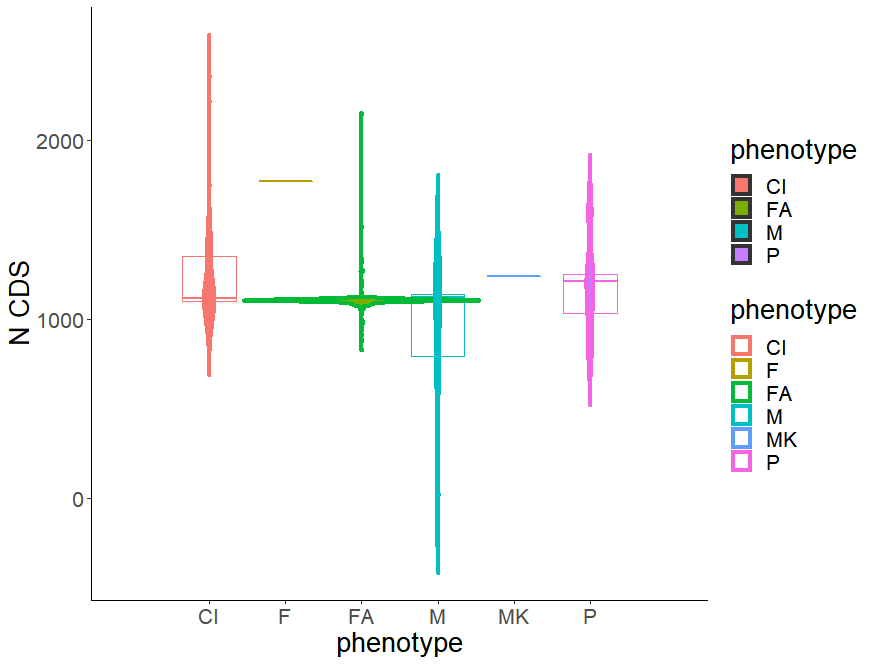 N CDS
2000
1000
0
CI F FA M MK P
phenotype
phenotype
CI
FA
M
P
phenotype
CI
F
FA
M
MK
P